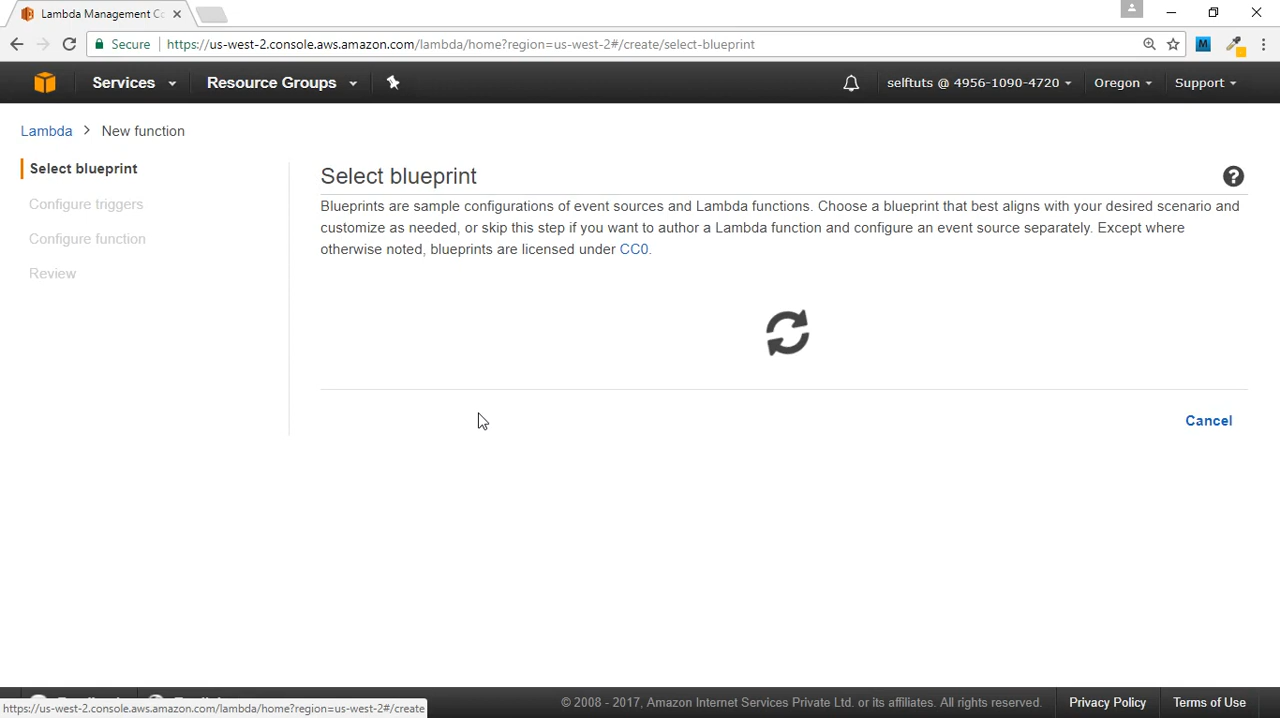 Lambda Management Co
Secure
https://us-west-2.console.aws.amazon.com/lambda/home?region=us-west-2#/create/select-blueprint
M
Services
Resource Groups
selftuts @ 4956-1090-4720
Oregon
Support
Lambda > New function
Select blueprint
Configure triggers
Configure function
Review
Select blueprint
?
Blueprints are sample configurations of event sources and Lambda functions. Choose a blueprint that best aligns with your desired scenario and
customize as needed, or skip this step if you want to author a Lambda function and configure an event source separately. Except where
otherwise noted, blueprints are licensed under CC0.
Cancel
© 2008 - 2017, Amazon Internet Services Private Ltd. or its affiliates. All rights reserved.
Privacy Policy
Terms of Use
https://us-west-2.console.aws.amazon.com/lambda/home?region=us-west-2#/create